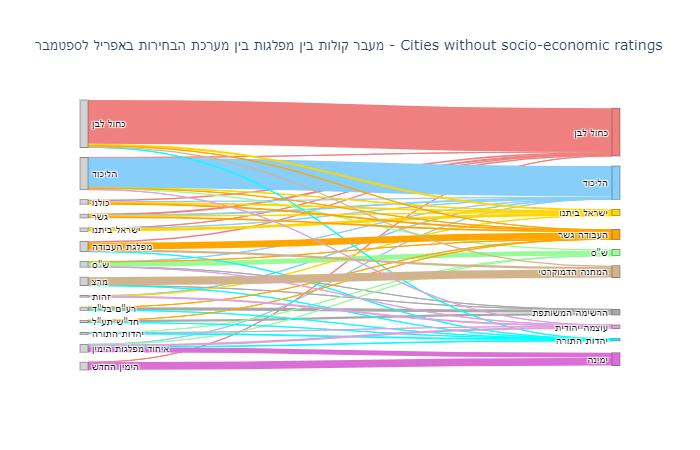 מעבר קולות בין מפלגות בין מערכת הבחירות באפריל לספטמבר - Cities without socio-economic ratings
כחול לבן
הליכוד
כולנו
גשר
ישראל ביתנו
מפלגת העבודה
ש"ס
מרצ
זהות
רע"ם בל"ד
חד"ש תע"ל
יהדות התורה
איחוד מפלגות הימין
הימין החדש
כחול לבן
הליכוד
ישראל ביתנו
העבודה גשר
ש"ס
המחנה הדמוקרטי
הרשימה המשותפת
עוצמה יהודית
יהדות התורה
ימינה